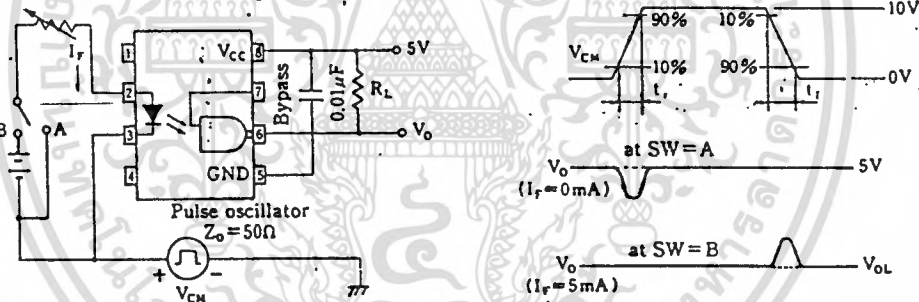 I_F
1
2
3
4
V_CC
8
7
6
GND
5
B
A
Bypass
0.01μF
R_L
5V
V_O
Pulse oscillator
Z_O = 50Ω
+
−
V_CM
V_CM
90%
10%
10%
90%
t_r
t_f
10V
0V
V_O
at SW=A
5V
(I_F=0mA)
V_O
at SW=B
V_OL
(I_F=5mA)